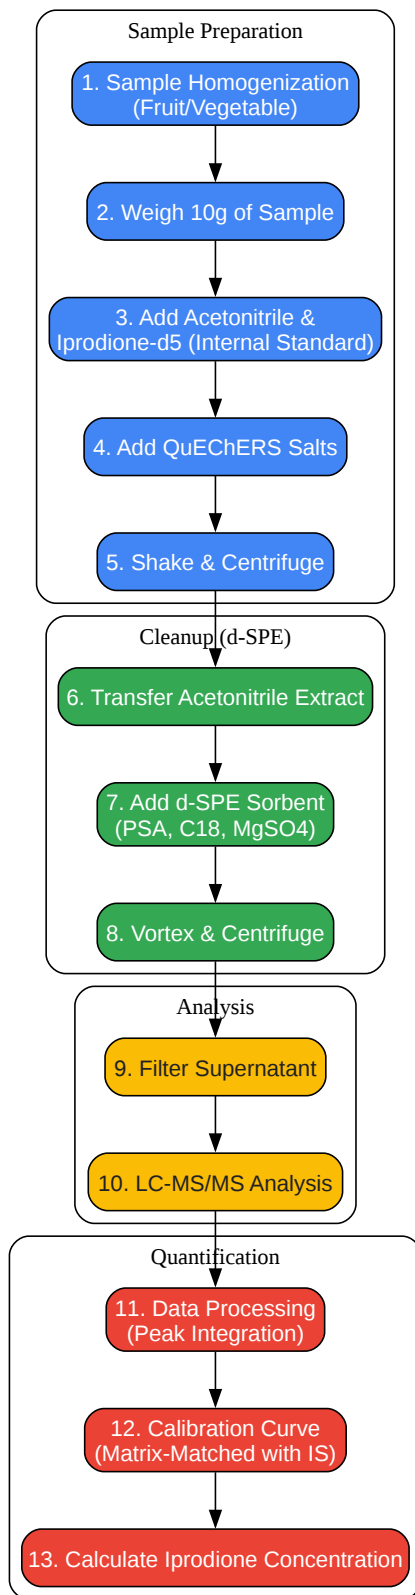 Sample Preparation
1. Sample Homogenization
(Fruit/Vegetable)
2. Weigh 10g of Sample
3. Add Acetonitrile &
Iprodione-d5 (Internal Standard)
4. Add QuEChERS Salts
5. Shake & Centrifuge
Cleanup (d-SPE)
6. Transfer Acetonitrile Extract
7. Add d-SPE Sorbent
(PSA, C18, MgSO4)
8. Vortex & Centrifuge
Analysis
9. Filter Supernatant
10. LC-MS/MS Analysis
Quantification
11. Data Processing
(Peak Integration)
12. Calibration Curve
(Matrix-Matched with IS)
13. Calculate Iprodione Concentration